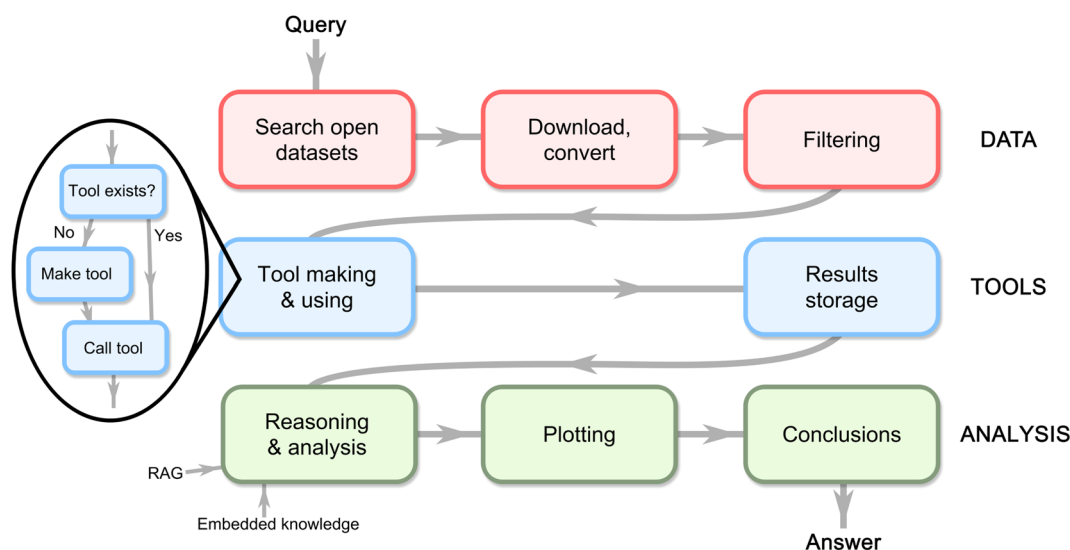 Query
Search open
datasets
Download,
convert
Filtering
DATA
Tool exists?
No
Yes
Make tool
Call tool
Tool making
& using
Results
storage
TOOLS
Reasoning
& analysis
Plotting
Conclusions
ANALYSIS
RAG
Embedded knowledge
Answer